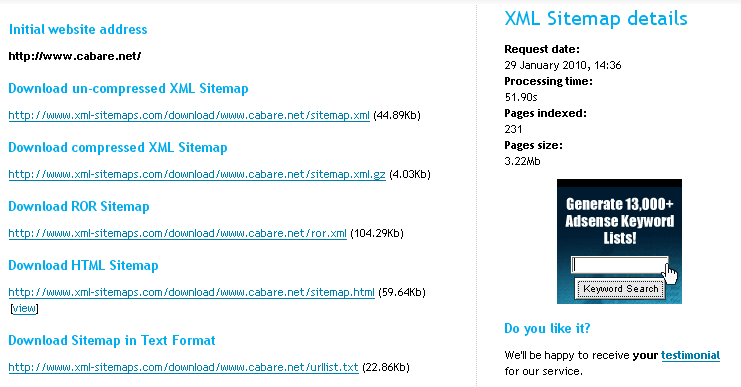 Initial website address
http://www.cabare.net/
Download un-compressed XML Sitemap
http://www.xml-sitemaps.com/download/www.cabare.net/sitemap.xml (44.89Kb)
Download compressed XML Sitemap
http://www.xml-sitemaps.com/download/www.cabare.net/sitemap.xml.gz (4.03Kb)
Download ROR Sitemap
http://www.xml-sitemaps.com/download/www.cabare.net/ror.xml (104.29Kb)
Download HTML Sitemap
http://www.xml-sitemaps.com/download/www.cabare.net/sitemap.html (59.64Kb)
[view]
Download Sitemap in Text Format
http://www.xml-sitemaps.com/download/www.cabare.net/urllist.txt (22.86Kb)
XML Sitemap details
Request date:
29 January 2010, 14:36
Processing time:
51.90s
Pages indexed:
231
Pages size:
3.22Mb
Generate 13,000+
Adsense Keyword
Lists!
Keyword Search
Do you like it?
We'll be happy to receive your testimonial
for our service.